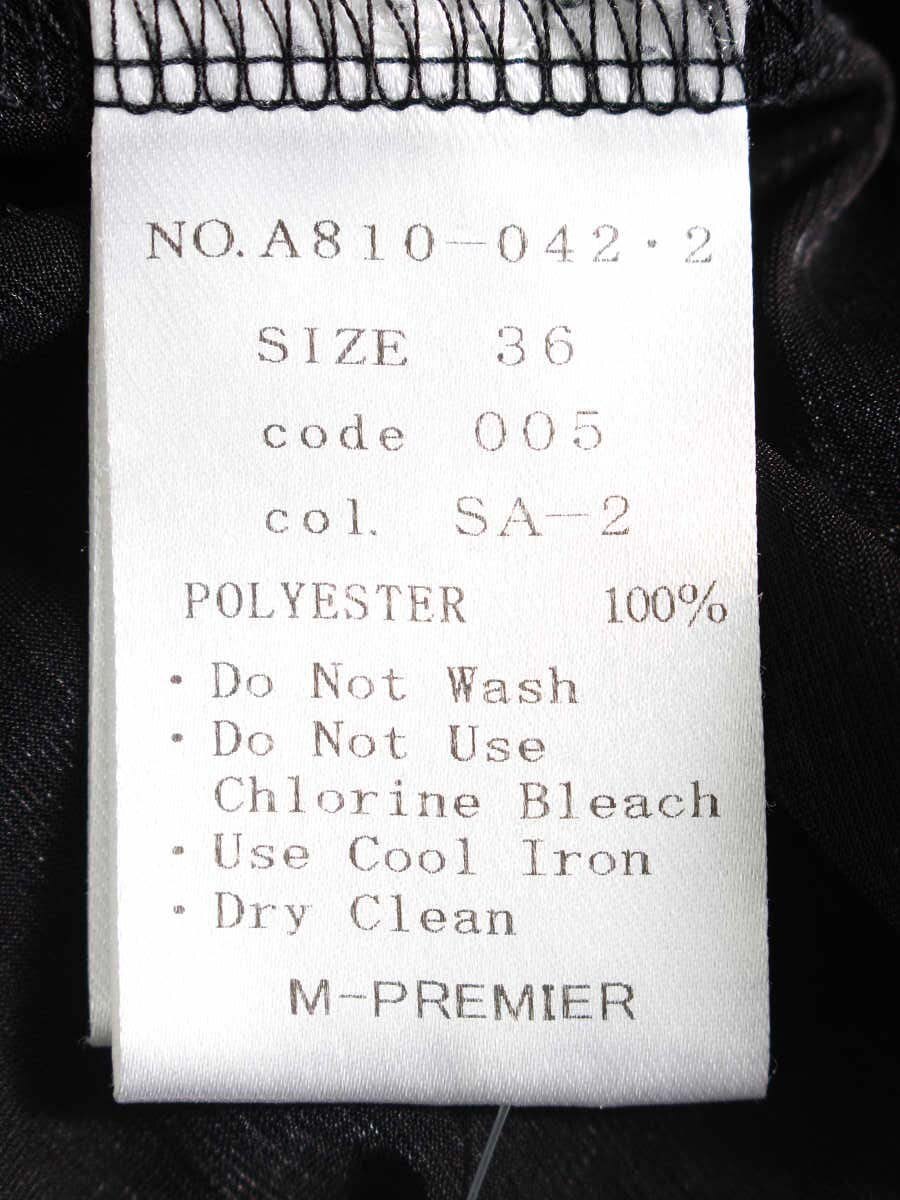 NO.A810-042・2
SIZE 36
code 005
col. SA-2
POLYESTER 100%
・Do Not Wash
・Do Not Use
Chlorine Bleach
・Use Cool Iron
・Dry Clean
M-PREMIER